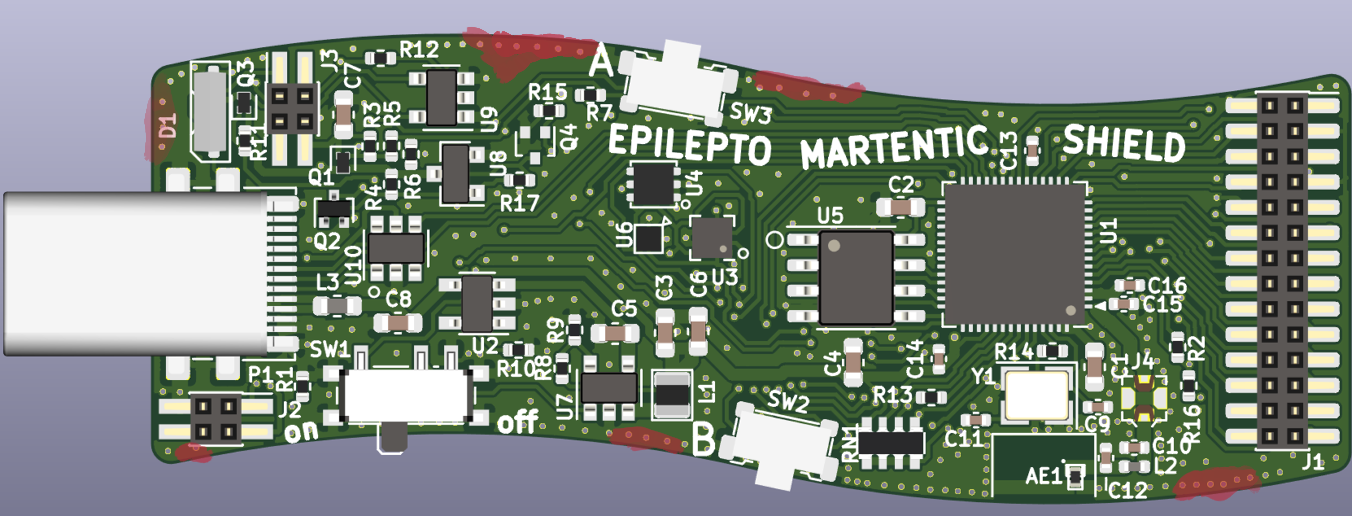 R12
J3
A
Q3
C7
R15
R7
SW3
D1
R3
R5
U9
Q4
EPILEPTO MARTENTIC SHIELD
R11
C13
U8
Q1
R4
R6
R17
U4
C2
Q2
U5
U1
U6
U10
U3
L3
C8
C3
C6
C16
C15
C5
R9
SW1
U2
R10
R8
C4
C14
R14
C1
J4
R2
P1
R1
Y1
U7
L1
SW2
R13
J2
on
off
B
RN1
C11
C9
R16
C10
L2
AE1
C12
J1